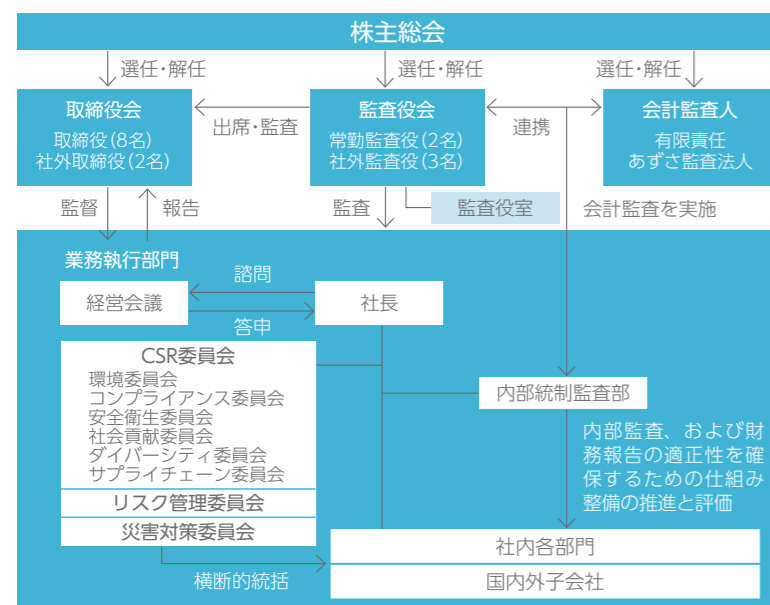 株主総会
選任・解任
選任・解任
選任・解任
取締役会
取締役(8名)
社外取締役(2名)
出席・監査
監査役会
常勤監査役(2名)
社外監査役(3名)
連携
会計監査人
有限責任
あずさ監査法人
監督
報告
監査
監査役室
会計監査を実施
業務執行部門
経営会議
諮問
答申
社長
CSR委員会
環境委員会
コンプライアンス委員会
安全衛生委員会
社会貢献委員会
ダイバーシティ委員会
サプライチェーン委員会
リスク管理委員会
災害対策委員会
内部統制監査部
内部監査、および財
務報告の適正性を確
保するための仕組み
整備の推進と評価
横断的統括
社内各部門
国内外子会社